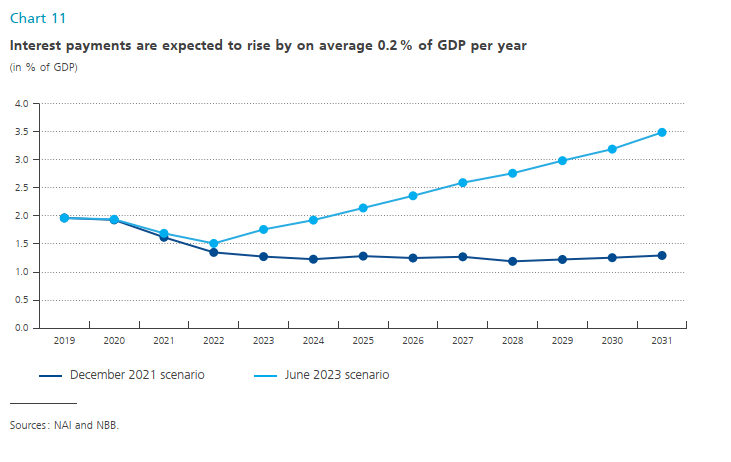 Chart 11
Interest payments are expected to rise by on average 0.2 % of GDP per year
(in % of GDP)
4.0
3.5
3.0
2.5
2.0
1.5
1.0
0.5
0.0
2019 2020 2021 2022 2023 2024 2025 2026 2027 2028 2029 2030 2031
December 2021 scenario June 2023 scenario
Sources: NAI and NBB.